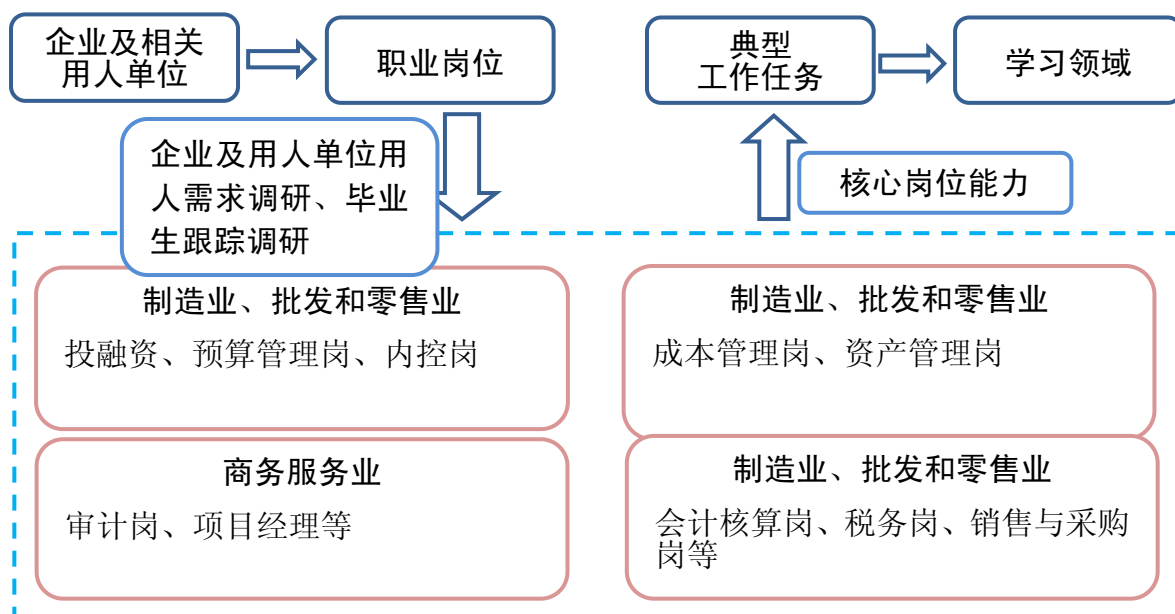 企业及相关
用人单位
职业岗位
典型
工作任务
学习领域
企业及用人单位用
人需求调研、毕业
生跟踪调研
核心岗位能力
制造业、批发和零售业
投融资、预算管理岗、内控岗
制造业、批发和零售业
成本管理岗、资产管理岗
商务服务业
审计岗、项目经理等
制造业、批发和零售业
会计核算岗、税务岗、销售与采购
岗等